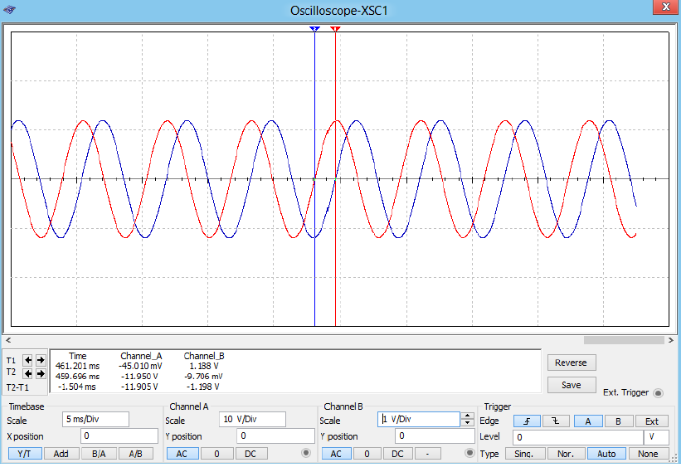 Oscilloscope-XSC1
x
2 1
T1
T2
T2-T1
Time Channel_A Channel_B
461.201 ms -45.010 mV 1.188 V
459.696 ms -11.950 V -9.706 mV
-1.504 ms -11.905 V -1.198 V
Reverse
Save
Ext. Trigger
Timebase
Scale 5 ms/Div
X position 0
Y/T Add B/A A/B
Channel A
Scale 10 V/Div
Y position 0
AC 0 DC
Channel B
Scale 1 V/Div
Y position 0
AC 0 DC -
Trigger
Edge A B Ext
Level 0 V
Type Sing. Nor. Auto None